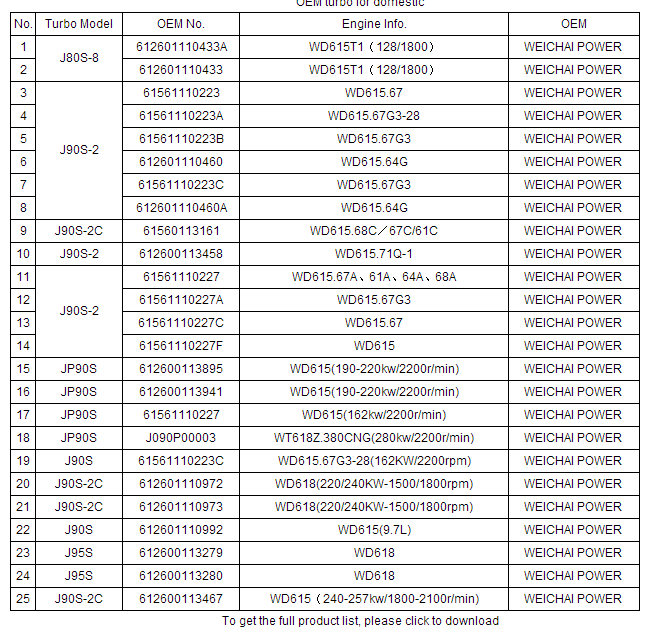 OEM turbo for domestic
No. Turbo Model OEM No. Engine Info. OEM
1 J80S-8 612601110433A WD615T1（128/1800） WEICHAI POWER
2 612601110433 WD615T1（128/1800） WEICHAI POWER
3 J90S-2 61561110223 WD615.67 WEICHAI POWER
4 61561110223A WD615.67G3-28 WEICHAI POWER
5 61561110223B WD615.67G3 WEICHAI POWER
6 612601110460 WD615.64G WEICHAI POWER
7 61561110223C WD615.67G3 WEICHAI POWER
8 612601110460A WD615.64G WEICHAI POWER
9 J90S-2C 61560113161 WD615.68C／67C/61C WEICHAI POWER
10 J90S-2 612600113458 WD615.71Q-1 WEICHAI POWER
11 J90S-2 61561110227 WD615.67A、61A、64A、68A WEICHAI POWER
12 61561110227A WD615.67G3 WEICHAI POWER
13 61561110227C WD615.67 WEICHAI POWER
14 61561110227F WD615 WEICHAI POWER
15 JP90S 612600113895 WD615(190-220kw/2200r/min) WEICHAI POWER
16 JP90S 612600113941 WD615(190-220kw/2200r/min) WEICHAI POWER
17 JP90S 61561110227 WD615(162kw/2200r/min) WEICHAI POWER
18 JP90S J090P00003 WT618Z.380CNG(280kw/2200r/min) WEICHAI POWER
19 J90S 61561110223C WD615.67G3-28(162KW/2200rpm) WEICHAI POWER
20 J90S-2C 612601110972 WD618(220/240KW-1500/1800rpm) WEICHAI POWER
21 J90S-2C 612601110973 WD618(220/240KW-1500/1800rpm) WEICHAI POWER
22 J90S 612601110992 WD615(9.7L) WEICHAI POWER
23 J95S 612600113279 WD618 WEICHAI POWER
24 J95S 612600113280 WD618 WEICHAI POWER
25 J90S-2C 612600113467 WD615（240-257kw/1800-2100r/min) WEICHAI POWER
To get the full product list, please click to download